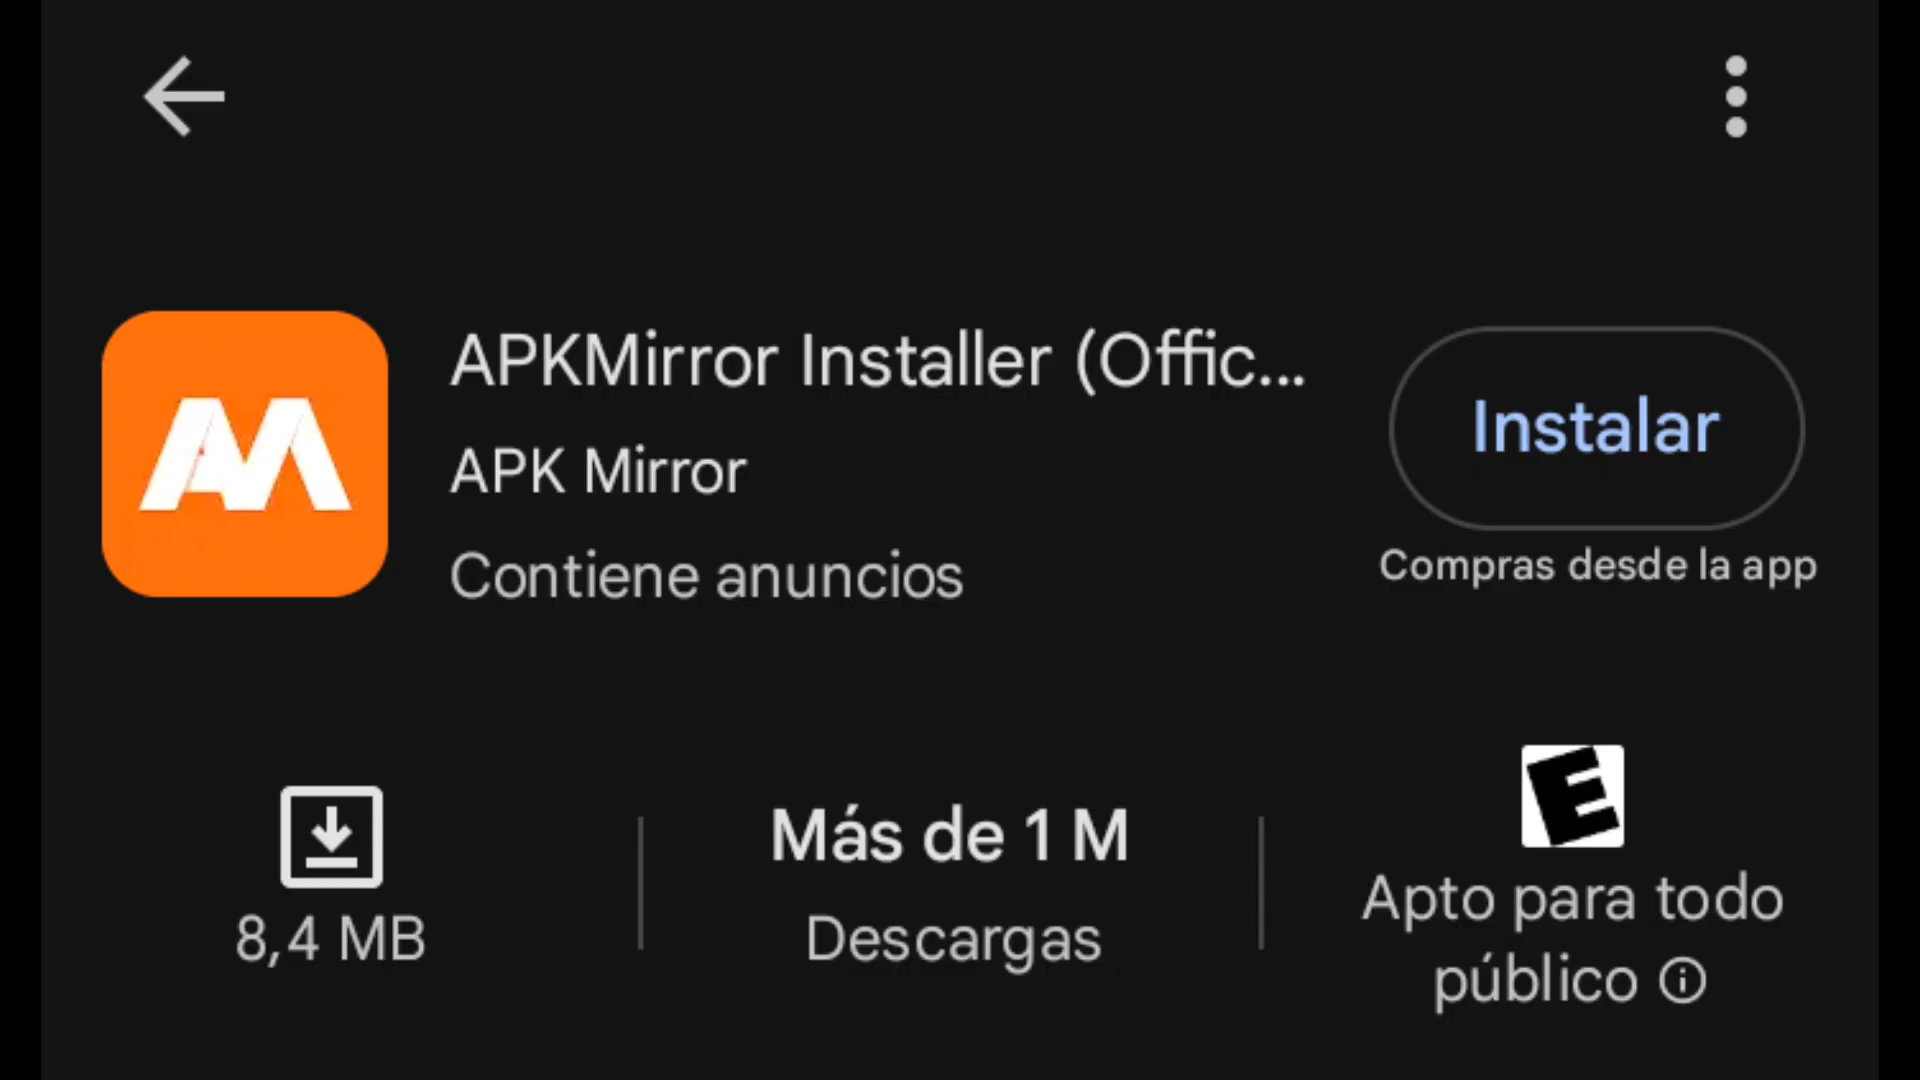 APKMirror Installer (Offic...
APK Mirror
Contiene anuncios
Instalar
Compras desde la app
8,4 MB
Más de 1 M
Descargas
E
Apto para todo
público